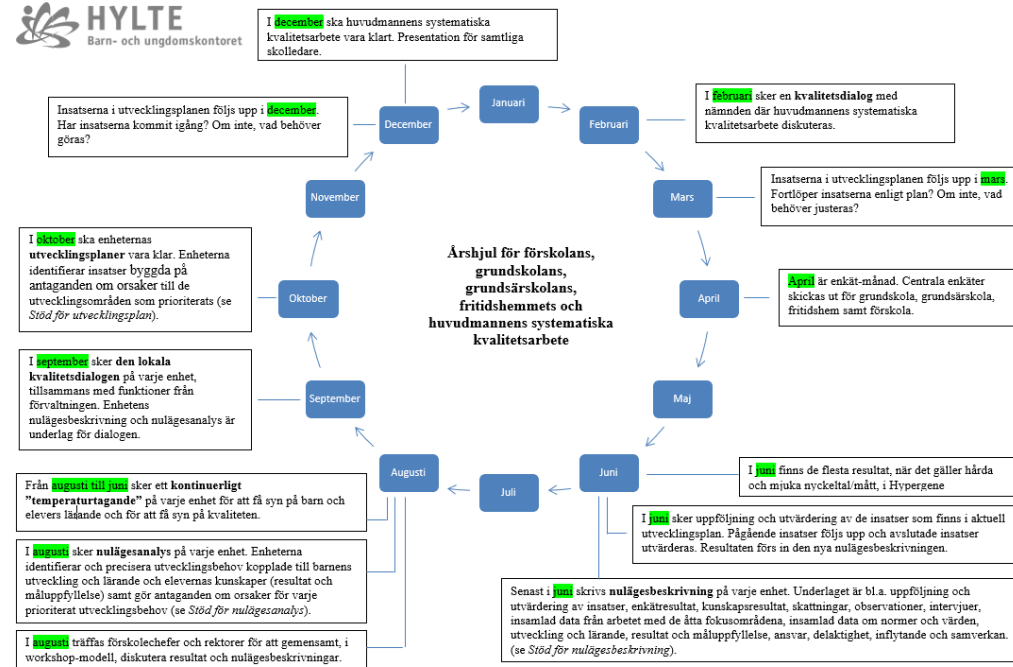 HYLTE
Barn- och ungdomskontoret
I december ska huvudmannens systematiska
kvalitetsarbete vara klart. Presentation för samtliga
skolledare.
Januari
I februari sker en kvalitetsdialog med
nämnden där huvudmannens systematiska
kvalitetsarbete diskuteras.
Insatserna i utvecklingsplanen följs upp i december.
Har insatserna kommit igång? Om inte, vad behöver
göras?
December
Februari
Insatserna i utvecklingsplanen följs upp i mars.
Fortlöper insatserna enligt plan? Om inte, vad
behöver justeras?
November
Mars
I oktober ska enheternas
utvecklingsplaner vara klar. Enheterna
identifierar insatser byggda på
antaganden om orsaker till de
utvecklingsområden som prioriterats (se
Stöd för utvecklingsplan).
Oktober
Årshjul för förskolans,
grundskolans,
grundsärskolans,
fritidshemmets och
huvudmannens systematiska
kvalitetsarbete
April
April är enkät-månad. Centrala enkäter
skickas ut för grundskola, grundsärskola,
fritidshem samt förskola.
I september sker den lokala
kvalitetsdialogen på varje enhet,
tillsammans med funktioner från
förvaltningen. Enhetens
nulägesbeskrivning och nulägesanalys är
underlag för dialogen.
September
Maj
Augusti
Juli
Juni
I juni finns de flesta resultat, när det gäller hårda
och mjuka nyckeltal/mått, i Hypergene
Från augusti till juni sker ett kontinuerligt
”temperaturtagande” på varje enhet för att få syn på barn och
elevers lärande och för att få syn på kvaliteten.
I juni sker uppföljning och utvärdering av de insatser som finns i aktuell
utvecklingsplan. Pågående insatser följs upp och avslutade insatser
utvärderas. Resultaten förs in den nya nulägesbeskrivningen.
I augusti sker nulägesanalys på varje enhet. Enheterna
identifierar och precisera utvecklingsbehov kopplade till barnens
utveckling och lärande och elevernas kunskaper (resultat och
måluppfyllelse) samt gör antaganden om orsaker för varje
prioriterat utvecklingsbehov (se Stöd för nulägesanalys).
Senast i juni skrivs nulägesbeskrivning på varje enhet. Underlaget är bl.a. uppföljning och
utvärdering av insatser, enkätresultat, kunskapsresultat, skattningar, observationer, intervjuer,
insamlad data från arbetet med de åtta fokusområdena, insamlad data om normer och värden,
utveckling och lärande, resultat och måluppfyllelse, ansvar, delaktighet, inflytande och samverkan.
(se Stöd för nulägesbeskrivning).
I augusti träffas förskolechefer och rektorer för att gemensamt, i
workshop-modell, diskutera resultat och nulägesbeskrivningar.